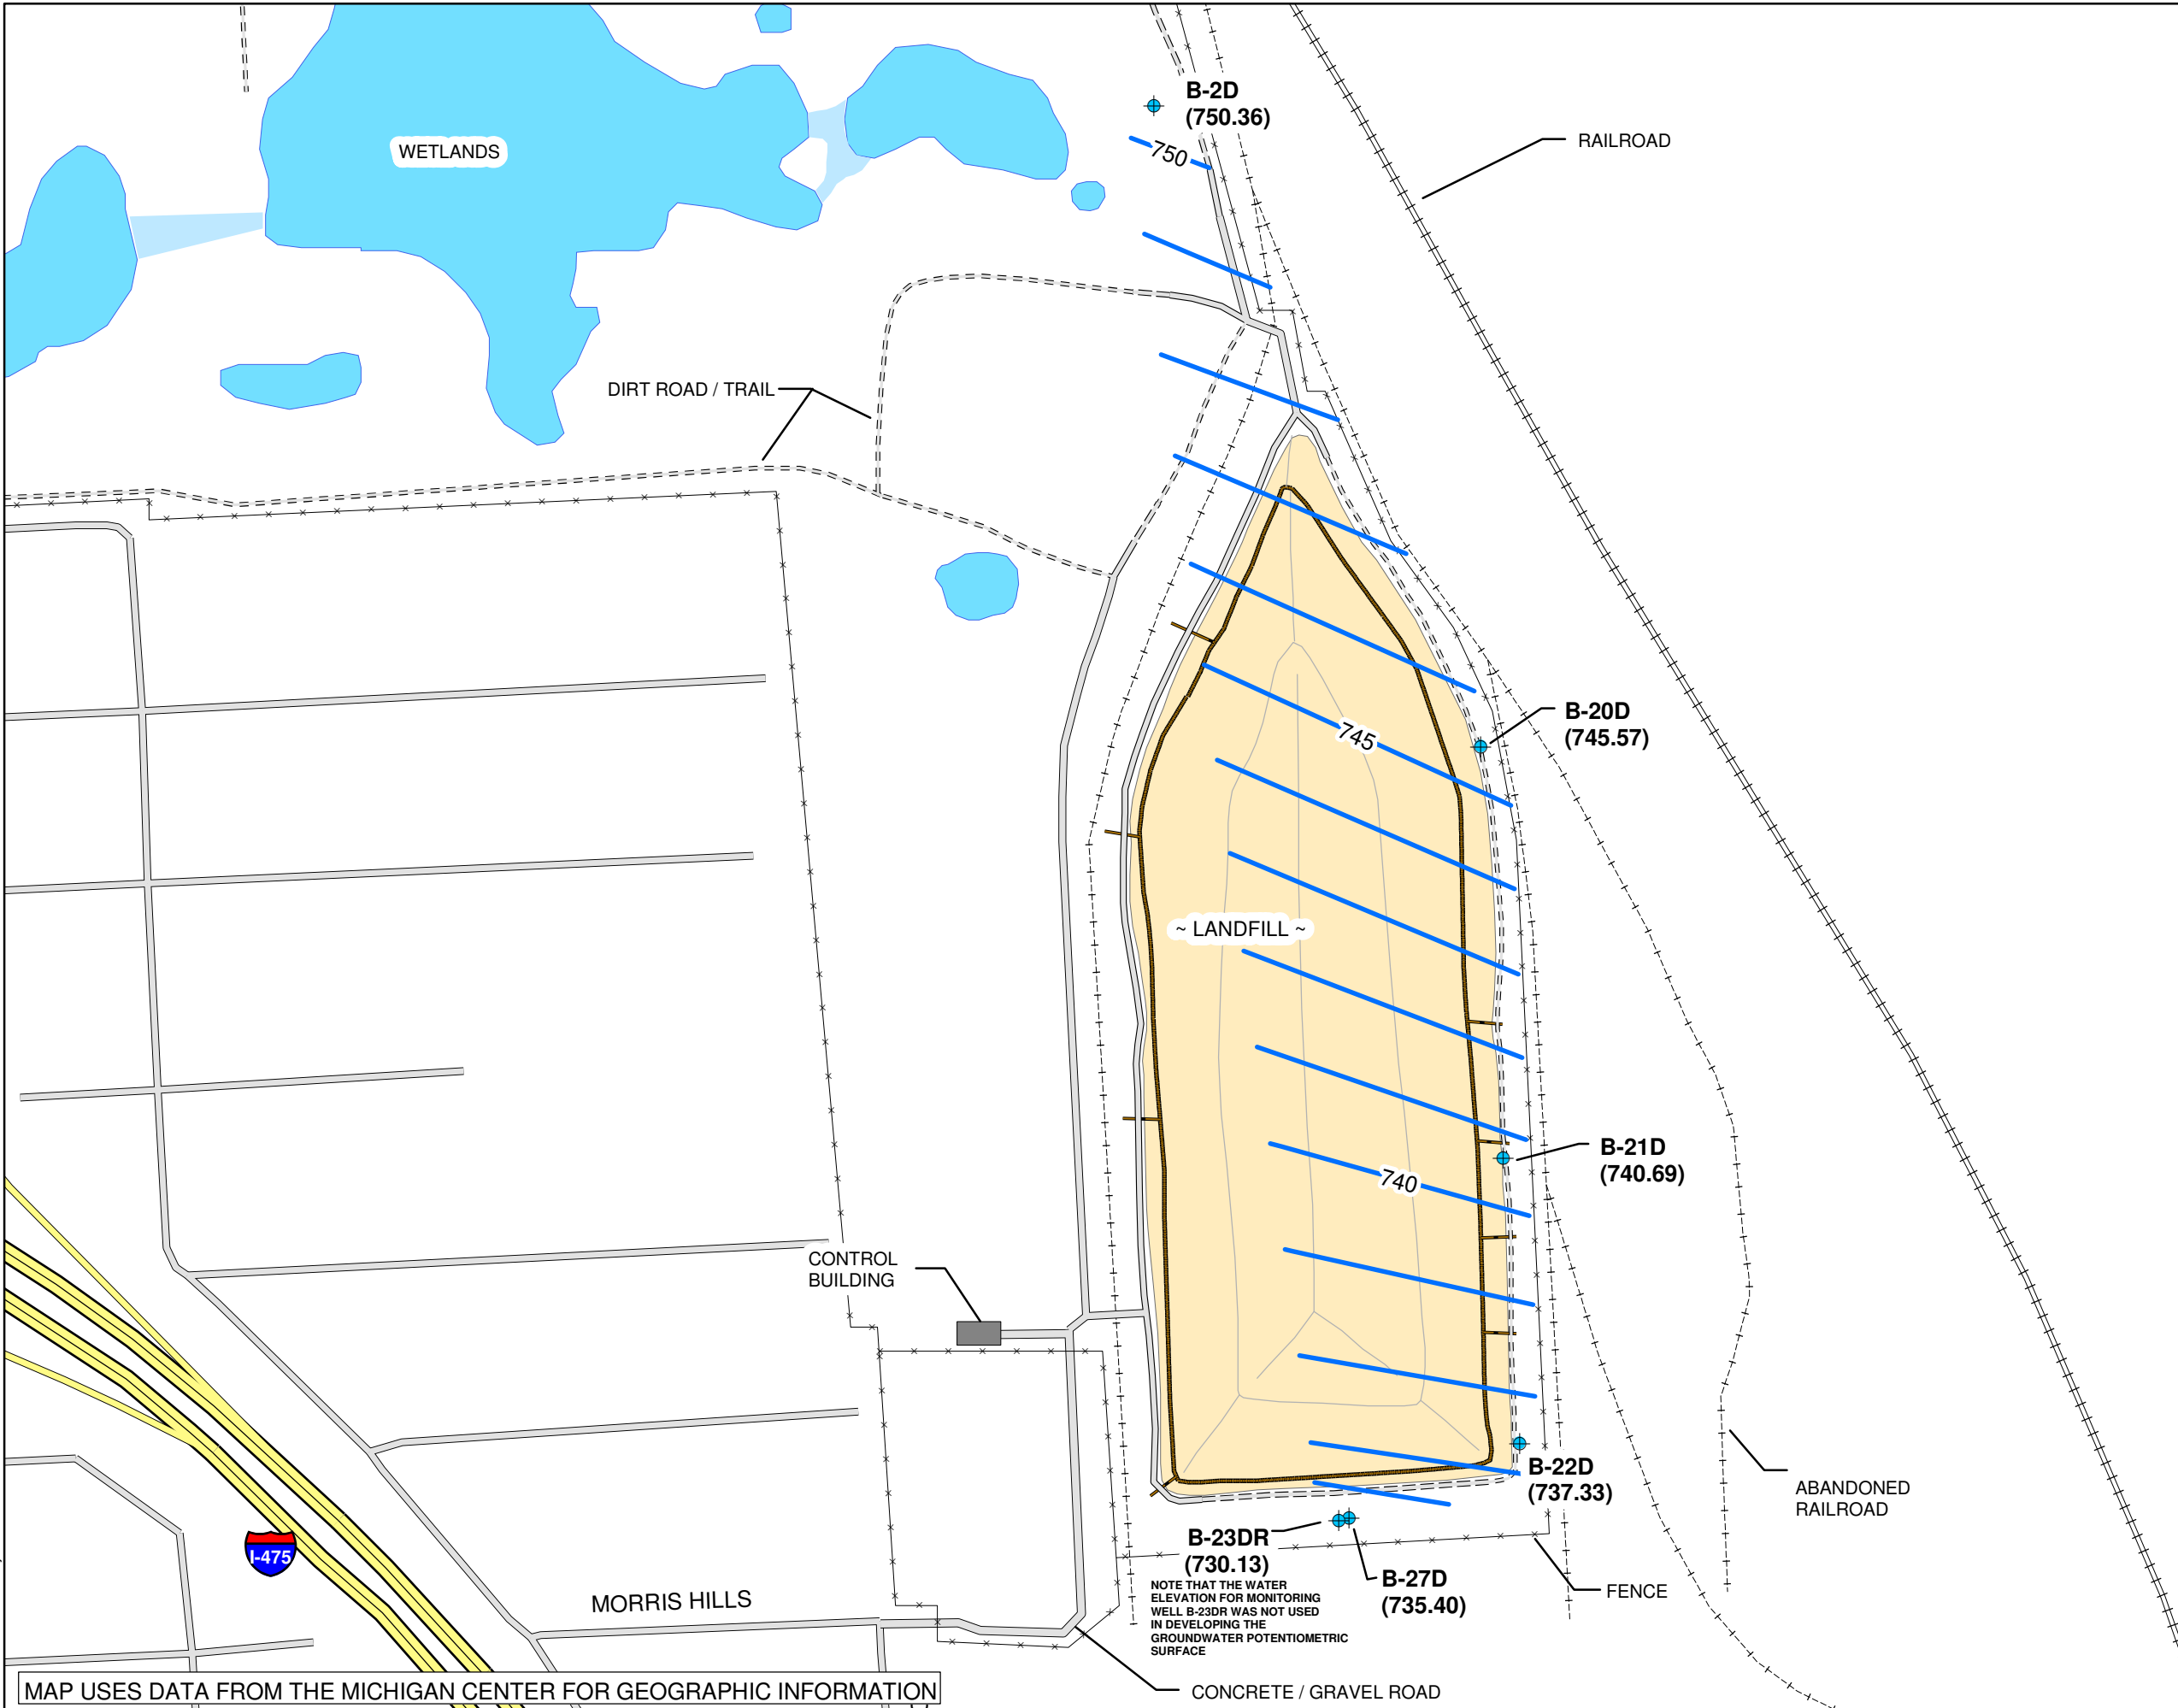 B-2D
(750.36)
RAILROAD
WETLANDS
750
DIRT ROAD / TRAIL
B-20D
(745.57)
745
~ LANDFILL ~
B-21D
(740.69)
740
CONTROL
BUILDING
B-22D
(737.33)
ABANDONED
RAILROAD
B-23DR
(730.13)
I-475
B-27D
(735.40)
FENCE
NOTE THAT THE WATER
ELEVATION FOR MONITORING
WELL B-23DR WAS NOT USED
IN DEVELOPING THE
GROUNDWATER POTENTIOMETRIC
SURFACE
MORRIS HILLS
MAP USES DATA FROM THE MICHIGAN CENTER FOR GEOGRAPHIC INFORMATION
CONCRETE / GRAVEL ROAD